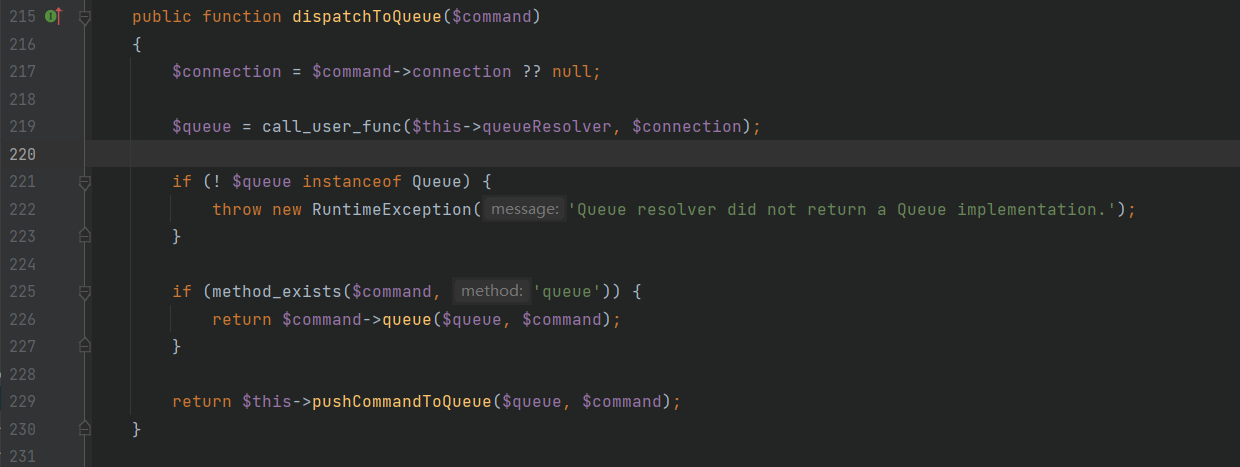 215 public function dispatchToQueue($command)
216 {
217 $connection = $command->connection ?? null;
218
219 $queue = call_user_func($this->queueResolver, $connection);
220
221 if (! $queue instanceof Queue) {
222 throw new RuntimeException( message: 'Queue resolver did not return a Queue implementation.');
223 }
224
225 if (method_exists($command, method: 'queue')) {
226 return $command->queue($queue, $command);
227 }
228
229 return $this->pushCommandToQueue($queue, $command);
230 }
231